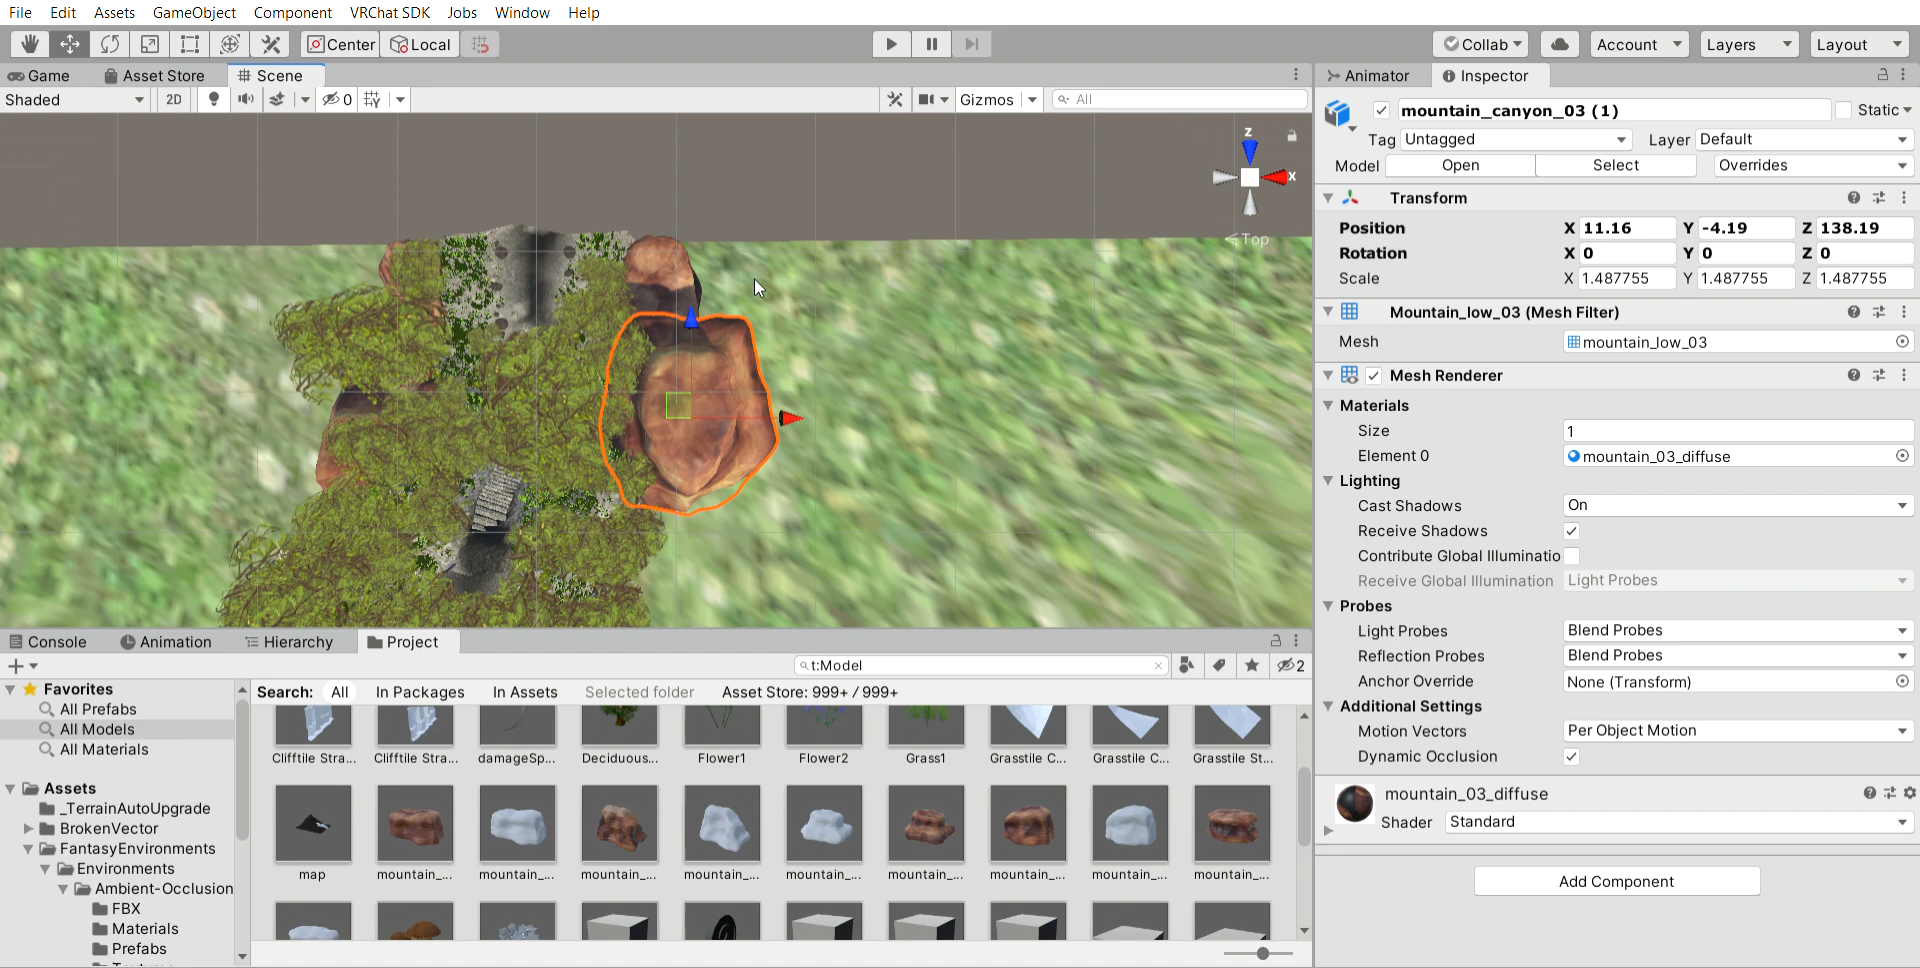 File Edit Assets GameObject Component VRChat SDK Jobs Window Help
Center Local Collab Account Layers Layout
Game Asset Store Scene Animator Inspector
Shaded 2D 0 Gizmos All
mountain_canyon_03 (1) Static
Tag Untagged Layer Default
Model Open Select Overrides
Transform
Position X 11.16 Y -4.19 Z 138.19
Rotation X 0 Y 0 Z 0
Scale X 1.487755 Y 1.487755 Z 1.487755
Mountain_low_03 (Mesh Filter)
Mesh mountain_low_03
Mesh Renderer
Materials
Size 1
Element 0 mountain_03_diffuse
Lighting
Cast Shadows On
Receive Shadows
Contribute Global Illuminatio
Receive Global Illumination Light Probes
Probes
Light Probes Blend Probes
Reflection Probes Blend Probes
Anchor Override None (Transform)
Additional Settings
Motion Vectors Per Object Motion
Dynamic Occlusion
mountain_03_diffuse
Shader Standard
Add Component
z
x
Top
Console Animation Hierarchy Project
t:Model 2
Search: All In Packages In Assets Selected folder Asset Store: 999+ / 999+
Favorites
All Prefabs
All Models
All Materials
Assets
_TerrainAutoUpgrade
BrokenVector
FantasyEnvironments
Environments
Ambient-Occlusion
FBX
Materials
Prefabs
Clifftile Stra... Clifftile Stra... damageSp... Deciduous... Flower1 Flower2 Grass1 Grasstile C... Grasstile C... Grasstile St...
map mountain_... mountain_... mountain_... mountain_... mountain_... mountain_... mountain_... mountain_... mountain_...